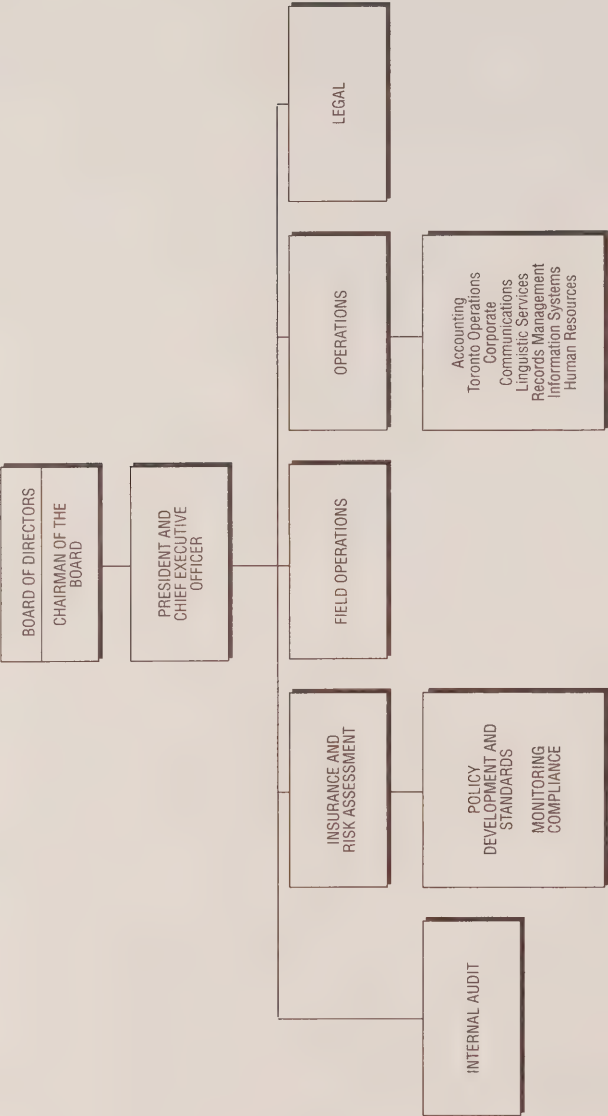 BOARD OF DIRECTORS
CHAIRMAN OF THE
BOARD
PRESIDENT AND
CHIEF EXECUTIVE
OFFICER
INTERNAL AUDIT
INSURANCE AND
RISK ASSESSMENT
FIELD OPERATIONS
OPERATIONS
LEGAL
POLICY
DEVELOPMENT AND
STANDARDS
MONITORING
COMPLIANCE
Accounting
Toronto Operations
Corporate
Communications
Linguistic Services
Records Management
Information Systems
Human Resources